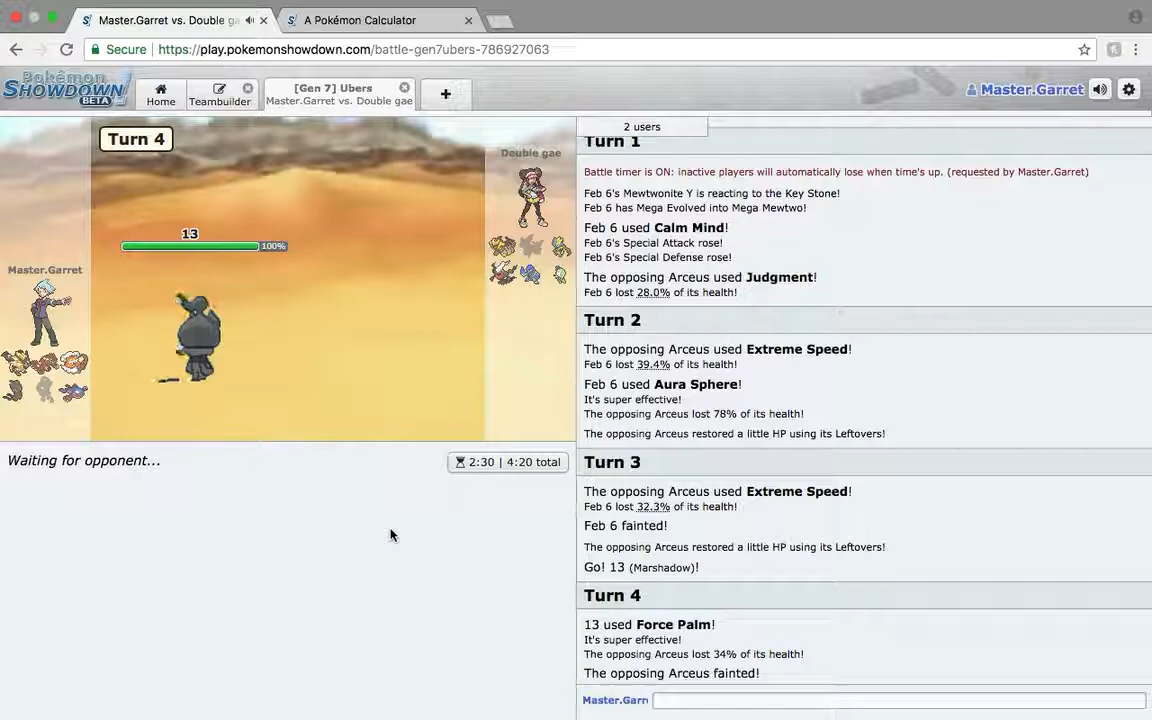 Master.Garret vs. Double ga
A Pokémon Calculator
Secure
https://play.pokemonshowdown.com/battle-gen7ubers-786927063
Pokémon
SHOWDOWN
BETA
Home
Teambuilder
[Gen 7] Ubers
Master.Garret vs. Double gae
+
Master.Garret
Turn 4
13
100%
Master.Garret
Double gae
2 users
Turn 1
Battle timer is ON: inactive players will automatically lose when time's up. (requested by Master.Garret)
Feb 6's Mewtwonite Y is reacting to the Key Stone!
Feb 6 has Mega Evolved into Mega Mewtwo!
Feb 6 used Calm Mind!
Feb 6's Special Attack rose!
Feb 6's Special Defense rose!
The opposing Arceus used Judgment!
Feb 6 lost 28.0% of its health!
Turn 2
The opposing Arceus used Extreme Speed!
Feb 6 lost 39.4% of its health!
Feb 6 used Aura Sphere!
It's super effective!
The opposing Arceus lost 78% of its health!
The opposing Arceus restored a little HP using its Leftovers!
Turn 3
The opposing Arceus used Extreme Speed!
Feb 6 lost 32.3% of its health!
Feb 6 fainted!
The opposing Arceus restored a little HP using its Leftovers!
Go! 13 (Marshadow)!
Turn 4
13 used Force Palm!
It's super effective!
The opposing Arceus lost 34% of its health!
The opposing Arceus fainted!
Waiting for opponent...
2:30 | 4:20 total
Master.Garr